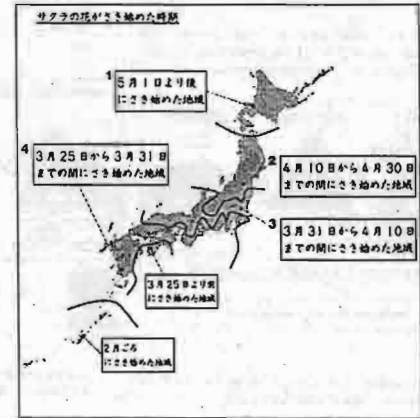 サクラの花がさき始めた時期
1
5月1日より後
にさき始めた地域
4
3月25日から3月31日
までの間にさき始めた地域
2
4月10日から4月30日
までの間にさき始めた地域
3
3月31日から4月10日
までの間にさき始めた地域
3月25日より前
にさき始めた地域
2月ごろ
にさき始めた地域